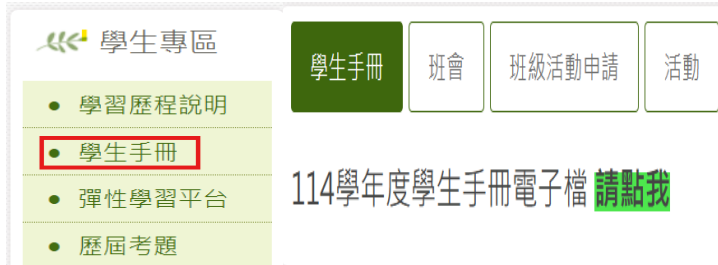 學生專區
學習歷程說明
學生手冊
彈性學習平台
歷屆考題
學生手冊
班會
班級活動申請
活動
114學年度學生手冊電子檔 請點我